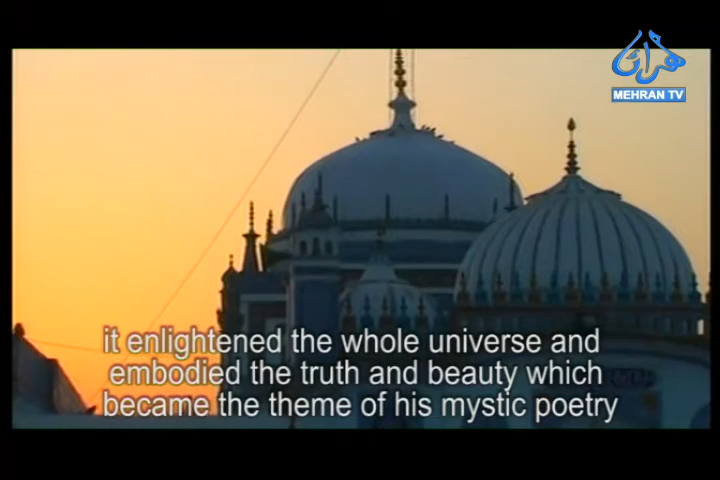 مهران
MEHRAN TV
it enlightened the whole universe and
embodied the truth and beauty which
became the theme of his mystic poetry